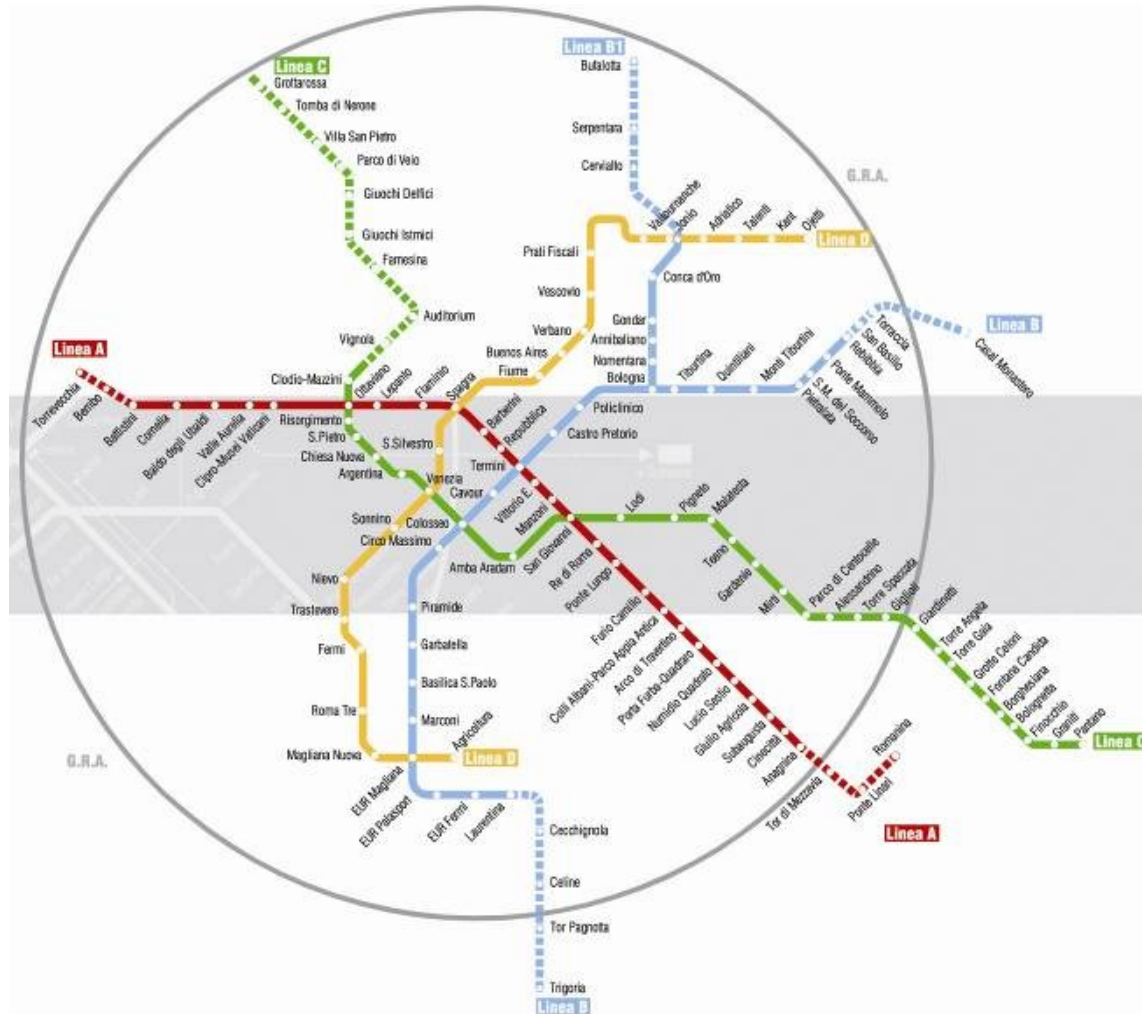 Linea C
Grottarossa
Tomba di Nerone
Villa San Pietro
Parco di Veio
Giuochi Delfici
Giuochi Istmici
Farnesina
Auditorium
Vignola
Clodio-Mazzini
Linea B1
Bufalotta
Serpentara
Cervialto
G.R.A.
Valtournanche
Jonio
Adriatico
Talenti
Kant
Ojetti
Linea D
Prati Fiscali
Vescovio
Verbano
Buenos Aires
Fiume
Conca d'Oro
Gondar
Annibaliano
Nomentana
Bologna
Tiburtina
Quintiliani
Monti Tiburtini
Pietralata
S.M. del Soccorso
Ponte Mammolo
Rebibbia
San Basilio
Torraccia
Casal Monastero
Linea B
Linea A
Torrevecchia
Bembo
Battistini
Cornelia
Baldo degli Ubaldi
Valle Aurelia
Cipro-Musei Vaticani
Ottaviano
Lepanto
Flaminio
Spagna
Barberini
Repubblica
Policlinico
Castro Pretorio
Termini
Risorgimento
S.Pietro
Chiesa Nuova
Argentina
S.Silvestro
Venezia
Cavour
Vittorio E.
Manzoni
San Giovanni
Lodi
Pigneto
Malatesta
Teano
Gardenie
Mirti
Parco di Centocelle
Alessandrino
Torre Spaccata
Giglioli
Giardinetti
Torre Angela
Torre Gaia
Grotte Celoni
Fontana Candida
Borghesiana
Bolognetta
Finocchio
Graniti
Pantano
Linea C
Sonnino
Colosseo
Circo Massimo
Amba Aradam
Re di Roma
Ponte Lungo
Furio Camillo
Colli Albani-Parco Appia Antica
Arco di Travertino
Porta Furba-Quadraro
Numidio Quadrato
Lucio Sestio
Giulio Agricola
Subaugusta
Cinecittà
Anagnina
Tor di Mezzavia
Ponte Linari
Romanina
Linea A
Nievo
Trastevere
Fermi
Roma Tre
Magliana Nuova
Piramide
Garbatella
Basilica S.Paolo
Marconi
Agricoltura
Linea D
G.R.A.
EUR Magliana
EUR Palasport
EUR Fermi
Laurentina
Cecchignola
Celine
Tor Pagnotta
Trigoria
Linea B